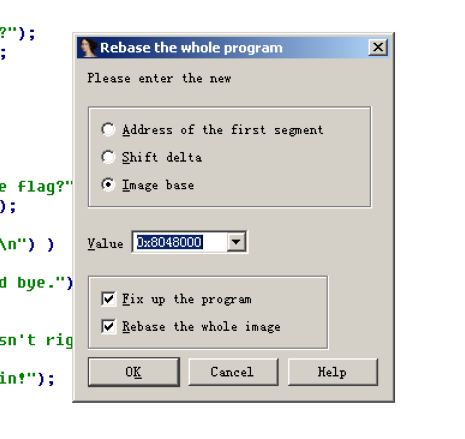 ?");
;
Rebase the whole program
Please enter the new
Address of the first segment
Shift delta
e flag?"
Image base
);
\n") )
Value 0x8048000
d bye.")
Fix up the program
Rebase the whole image
sn't rig
OK Cancel Help
in!");